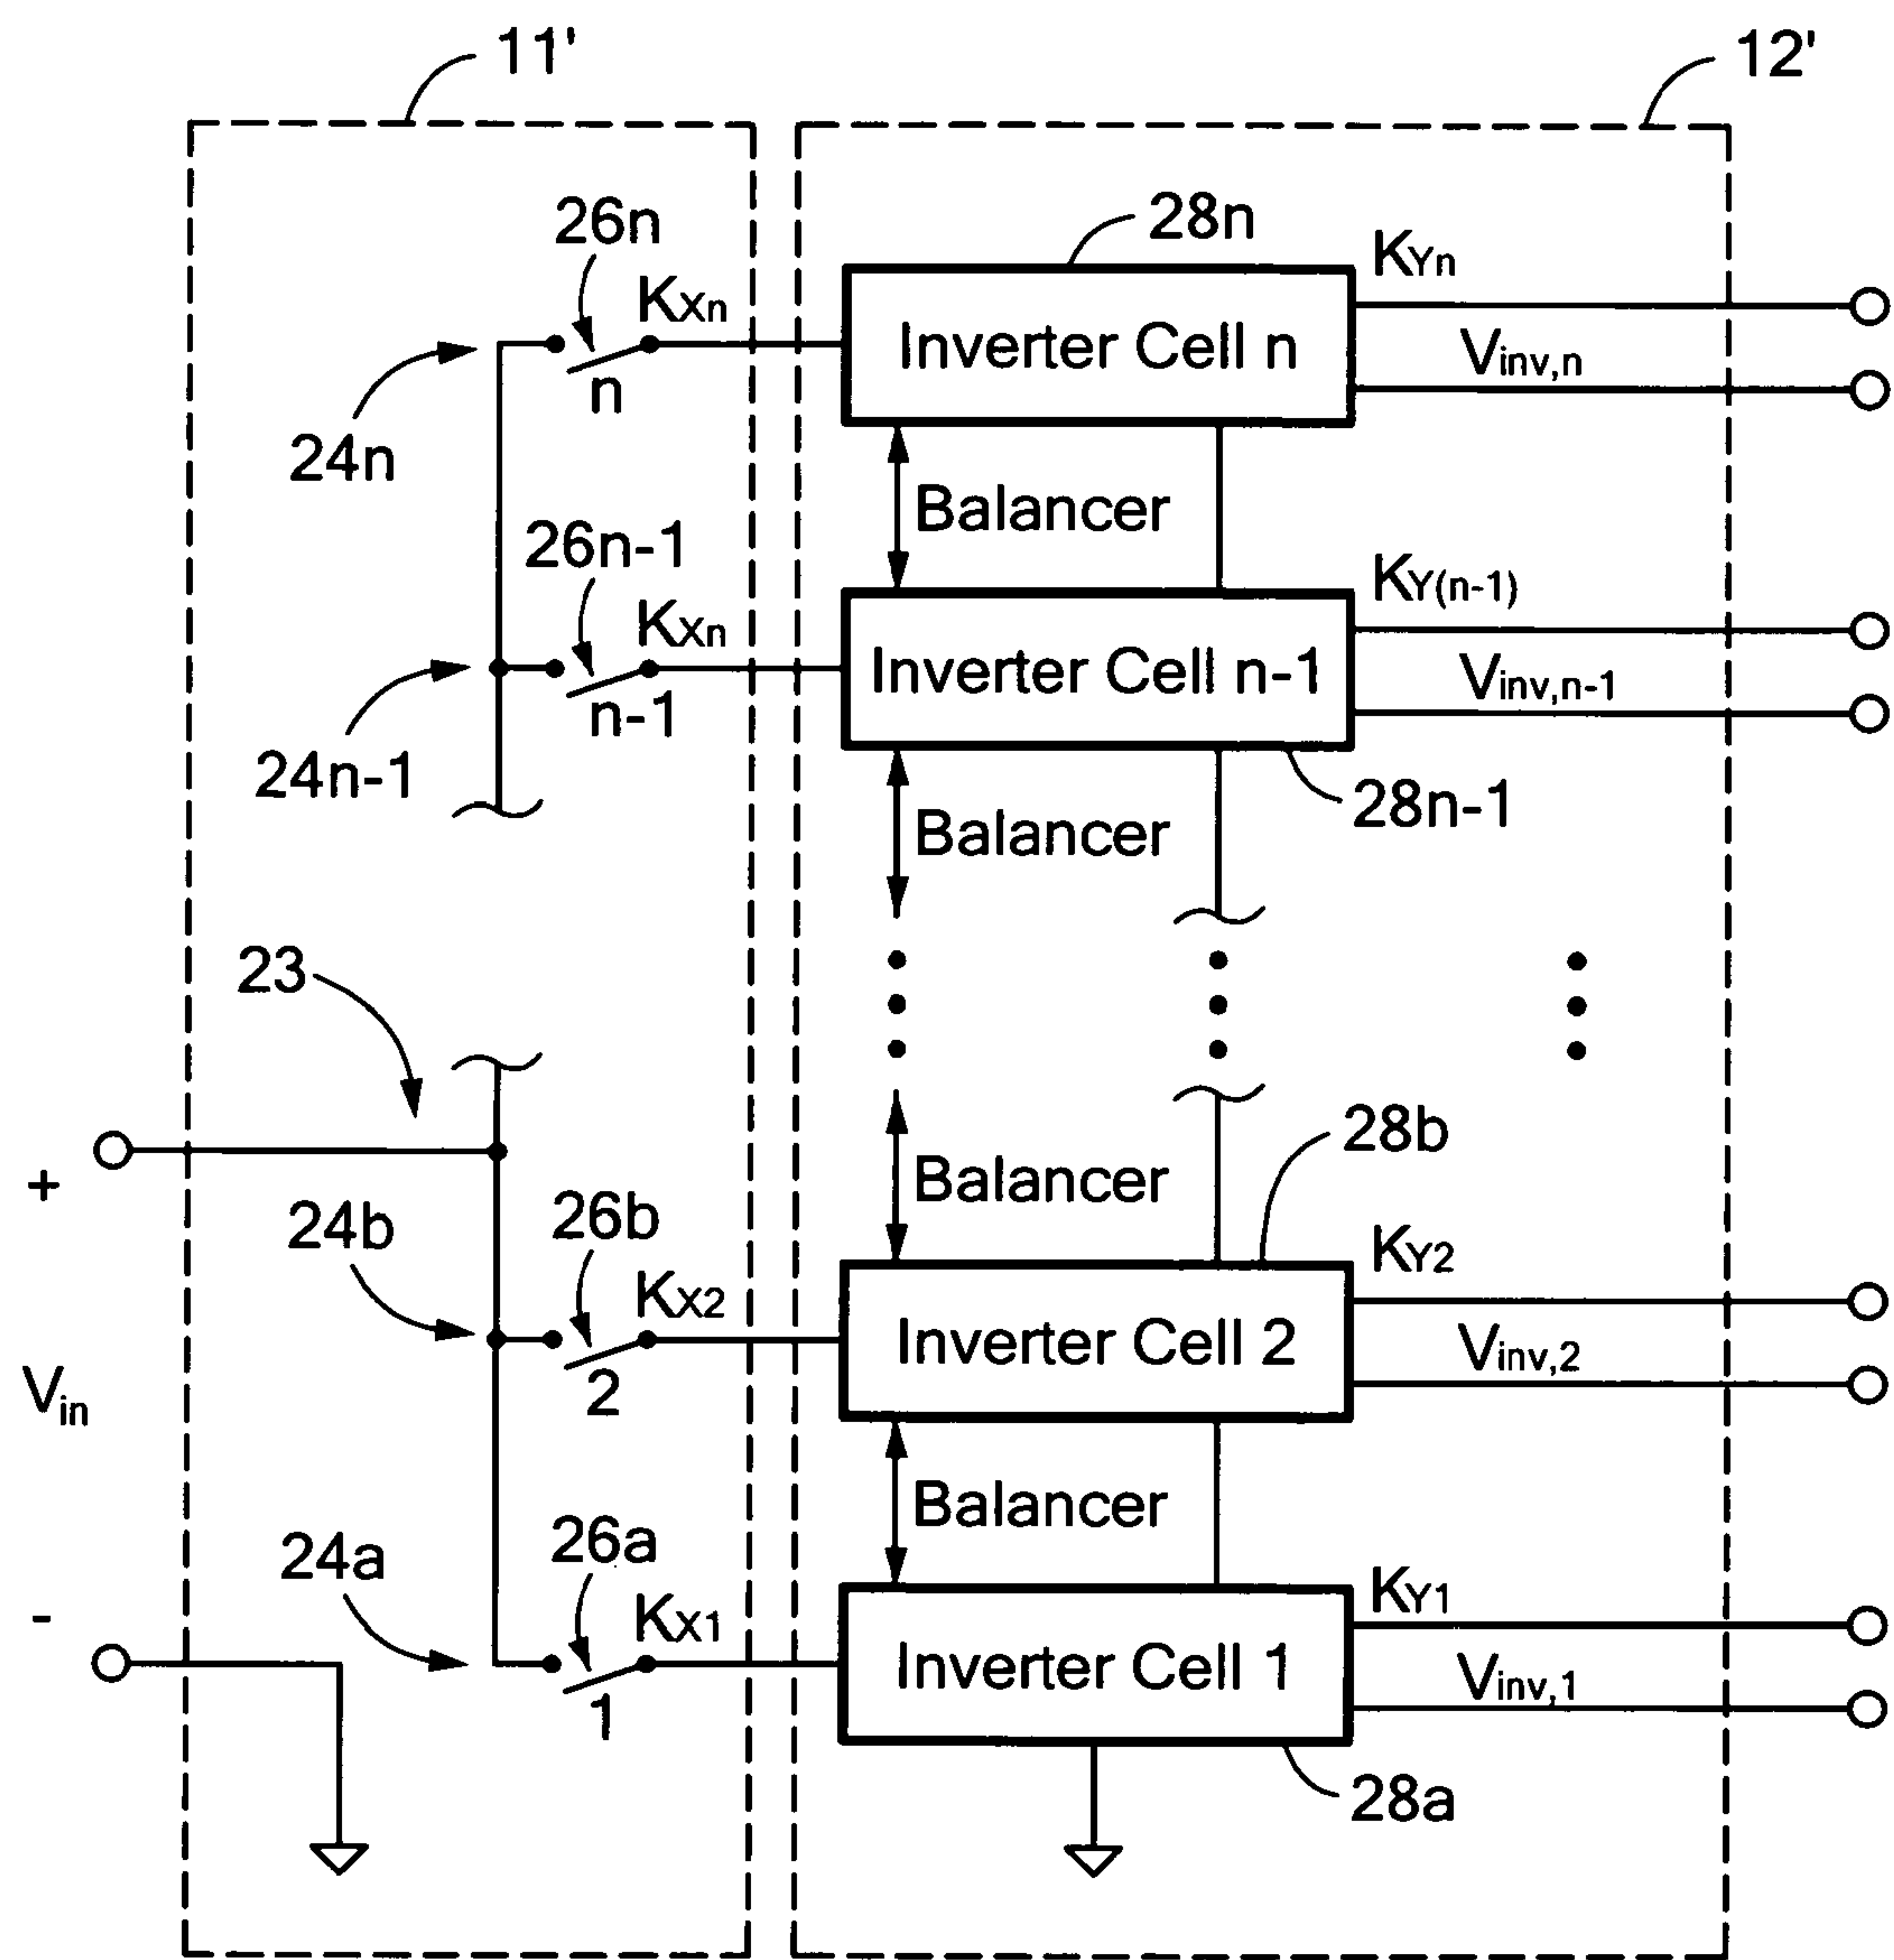 11'
12'
26n
28n
KYn
KXn
Inverter Cell n
Vinv,n
n
24n
Balancer
26n-1
KY(n-1)
KXn
Inverter Cell n-1
Vinv,n-1
n-1
24n-1
28n-1
Balancer
23
28b
+
Balancer
24b
26b
KY2
KX2
Inverter Cell 2
Vinv,2
Vin
2
Balancer
24a
26a
KY1
-
KX1
Inverter Cell 1
Vinv,1
1
28a